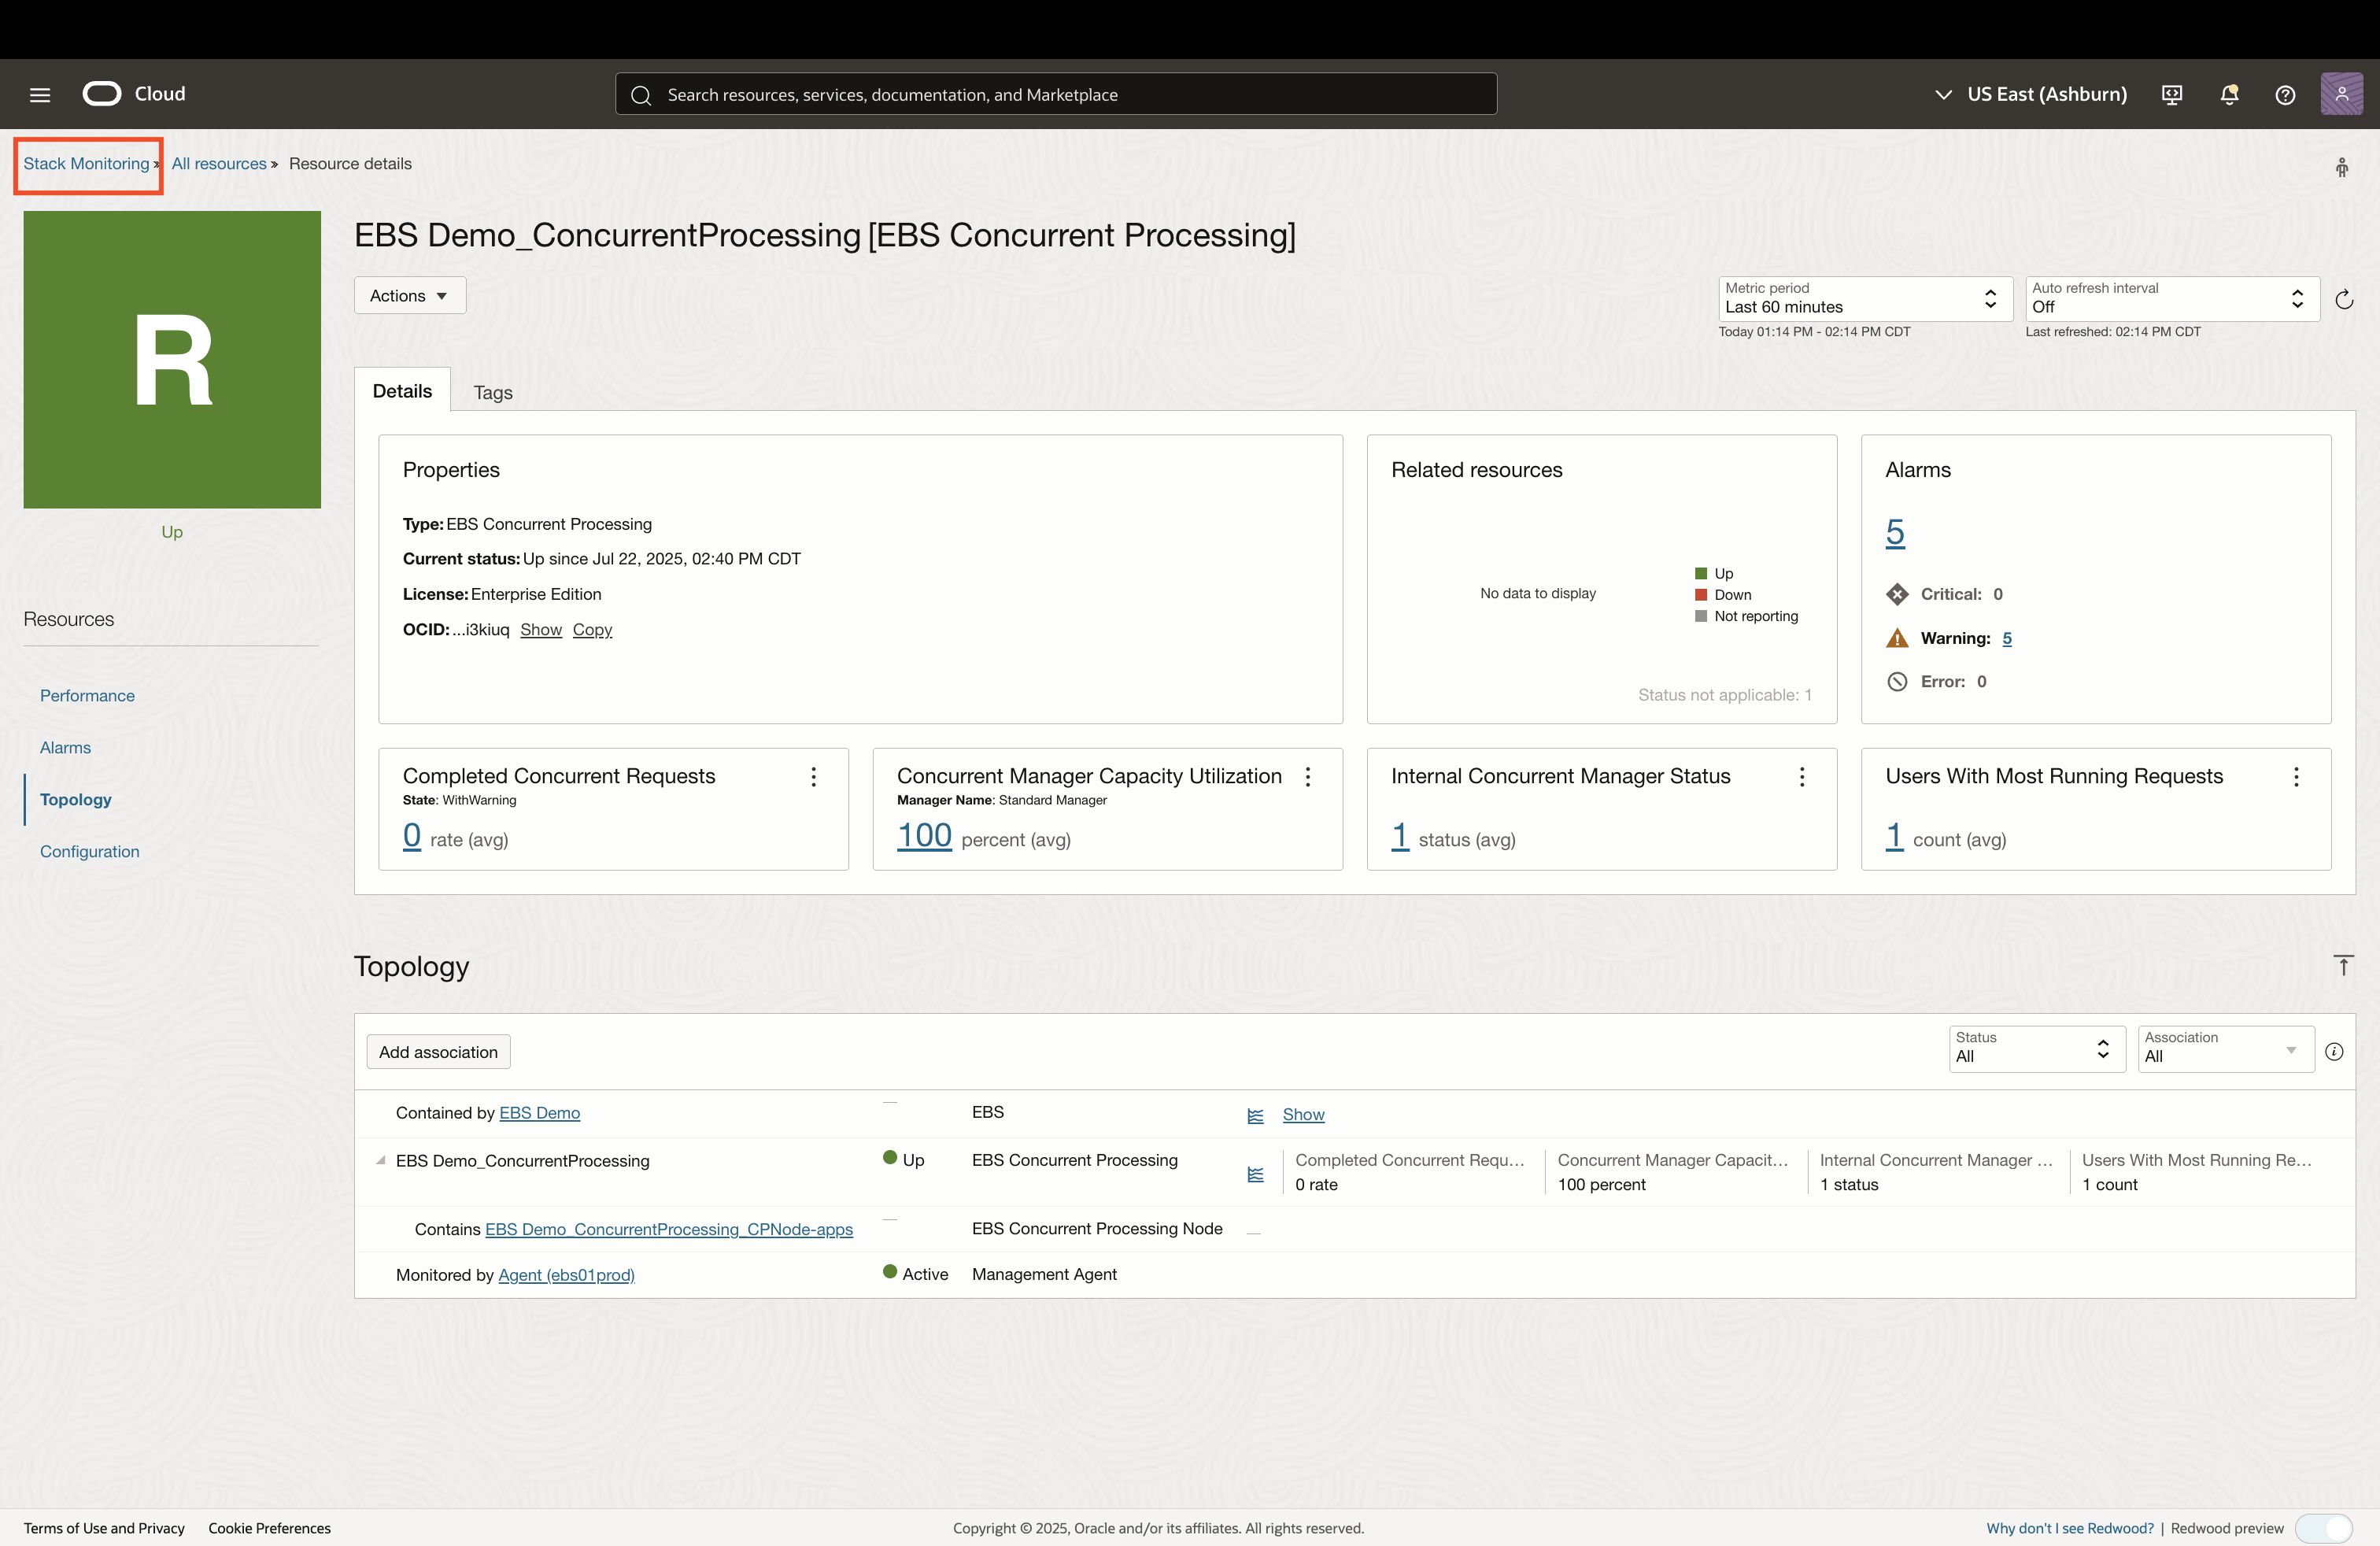 Cloud
Search resources, services, documentation, and Marketplace
US East (Ashburn)
Stack Monitoring » All resources » Resource details
R
Up
EBS Demo_ConcurrentProcessing [EBS Concurrent Processing]
Actions
Metric period
Last 60 minutes
Today 01:14 PM - 02:14 PM CDT
Auto refresh interval
Off
Last refreshed: 02:14 PM CDT
Resources
Performance
Alarms
Topology
Configuration
Details
Tags
Properties
Type: EBS Concurrent Processing
Current status: Up since Jul 22, 2025, 02:40 PM CDT
License: Enterprise Edition
OCID: ...i3kiuq Show Copy
Related resources
No data to display
Up
Down
Not reporting
Status not applicable: 1
Alarms
5
Critical: 0
Warning: 5
Error: 0
Completed Concurrent Requests
State: WithWarning
0 rate (avg)
Concurrent Manager Capacity Utilization
Manager Name: Standard Manager
100 percent (avg)
Internal Concurrent Manager Status
1 status (avg)
Users With Most Running Requests
1 count (avg)
Topology
Add association
Status
All
Association
All
Contained by EBS Demo — EBS Show
EBS Demo_ConcurrentProcessing Up EBS Concurrent Processing
Completed Concurrent Requ...
0 rate
Concurrent Manager Capacit...
100 percent
Internal Concurrent Manager ...
1 status
Users With Most Running Re...
1 count
Contains EBS Demo_ConcurrentProcessing_CPNode-apps — EBS Concurrent Processing Node —
Monitored by Agent (ebs01prod) Active Management Agent
Terms of Use and Privacy Cookie Preferences
Copyright © 2025, Oracle and/or its affiliates. All rights reserved.
Why don't I see Redwood? | Redwood preview